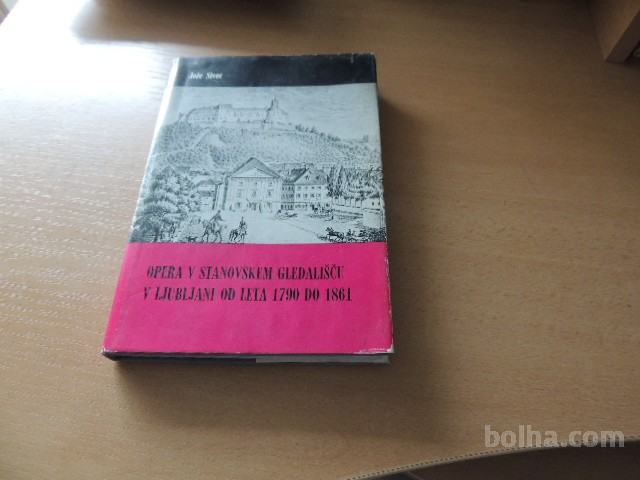 Jože Sivec
OPERA V STANOVSKEM GLEDALIŠČU
V LJUBLJANI OD LETA 1790 DO 1861
bolha.com